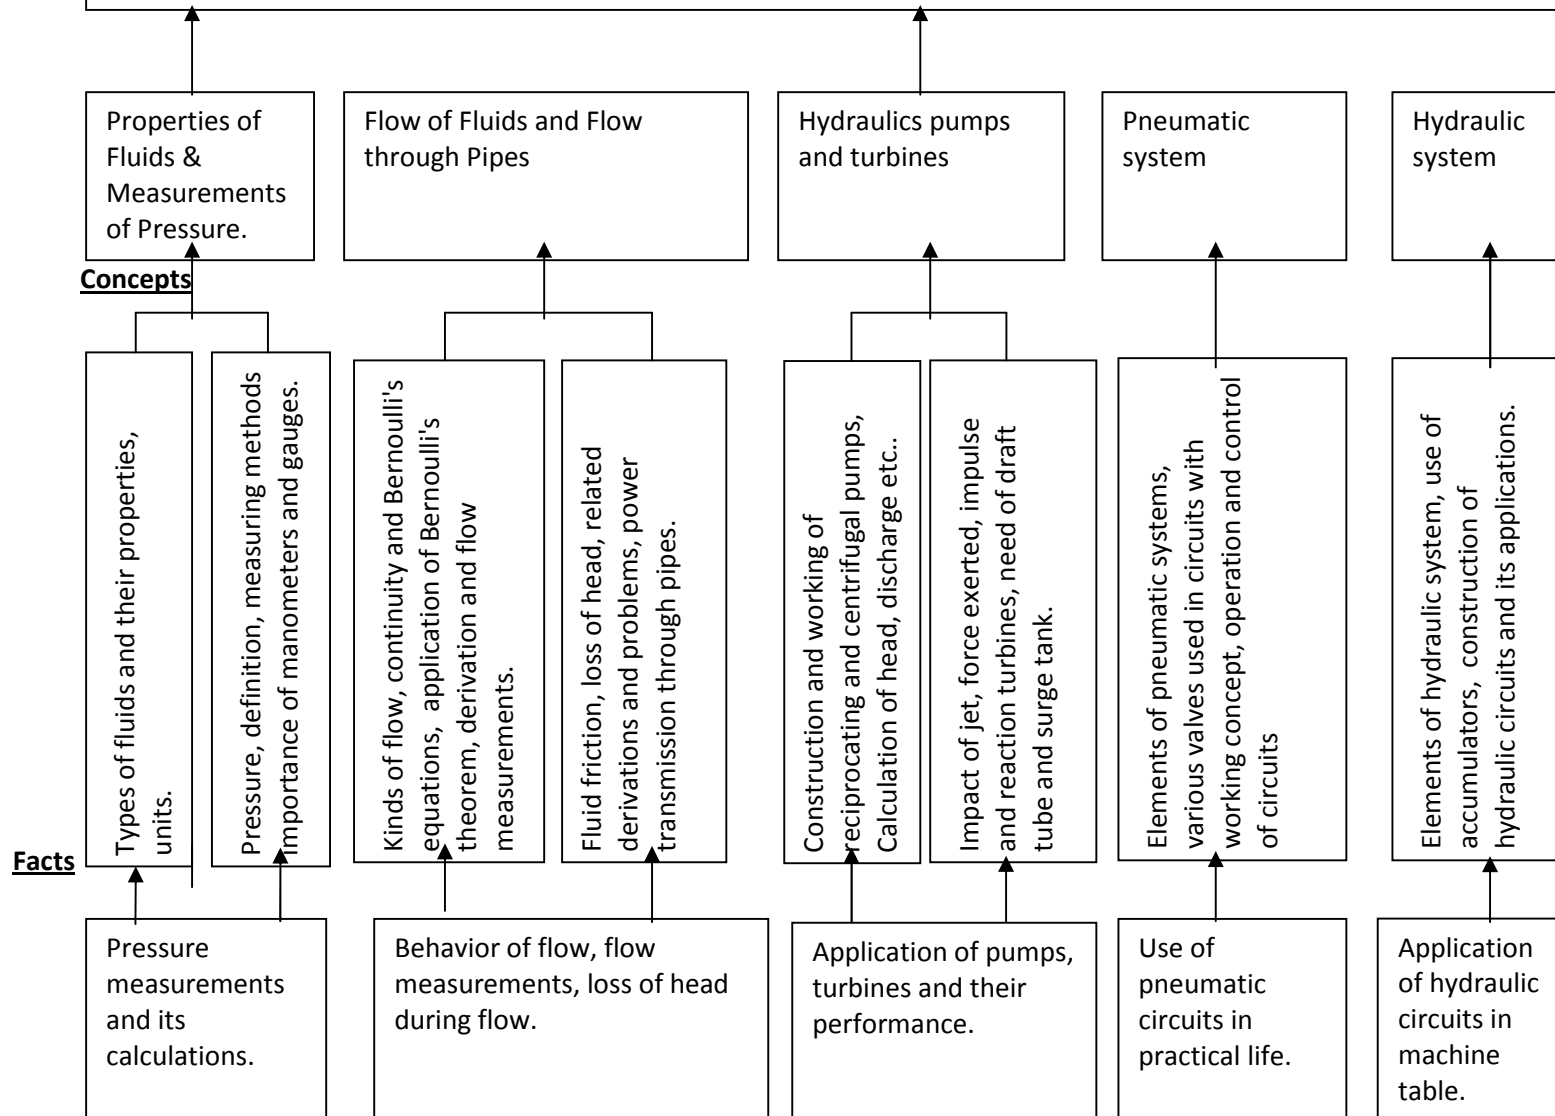 Properties of
Fluids &
Measurements
of Pressure.
Flow of Fluids and Flow
through Pipes
Hydraulics pumps
and turbines
Pneumatic
system
Hydraulic
system
Concepts
Types of fluids and their properties,
units.
Pressure, definition, measuring methods
importance of manometers and gauges.
Kinds of flow, continuity and Bernoulli's
equations, application of Bernoulli's
theorem, derivation and flow
measurements.
Fluid friction, loss of head, related
derivations and problems, power
transmission through pipes.
Construction and working of
reciprocating and centrifugal pumps,
Calculation of head, discharge etc..
Impact of jet, force exerted, impulse
and reaction turbines, need of draft
tube and surge tank.
Elements of pneumatic systems,
various valves used in circuits with
working concept, operation and control
of circuits
Elements of hydraulic system, use of
accumulators, construction of
hydraulic circuits and its applications.
Facts
Pressure
measurements
and its
calculations.
Behavior of flow, flow
measurements, loss of head
during flow.
Application of pumps,
turbines and their
performance.
Use of
pneumatic
circuits in
practical life.
Application
of hydraulic
circuits in
machine
table.